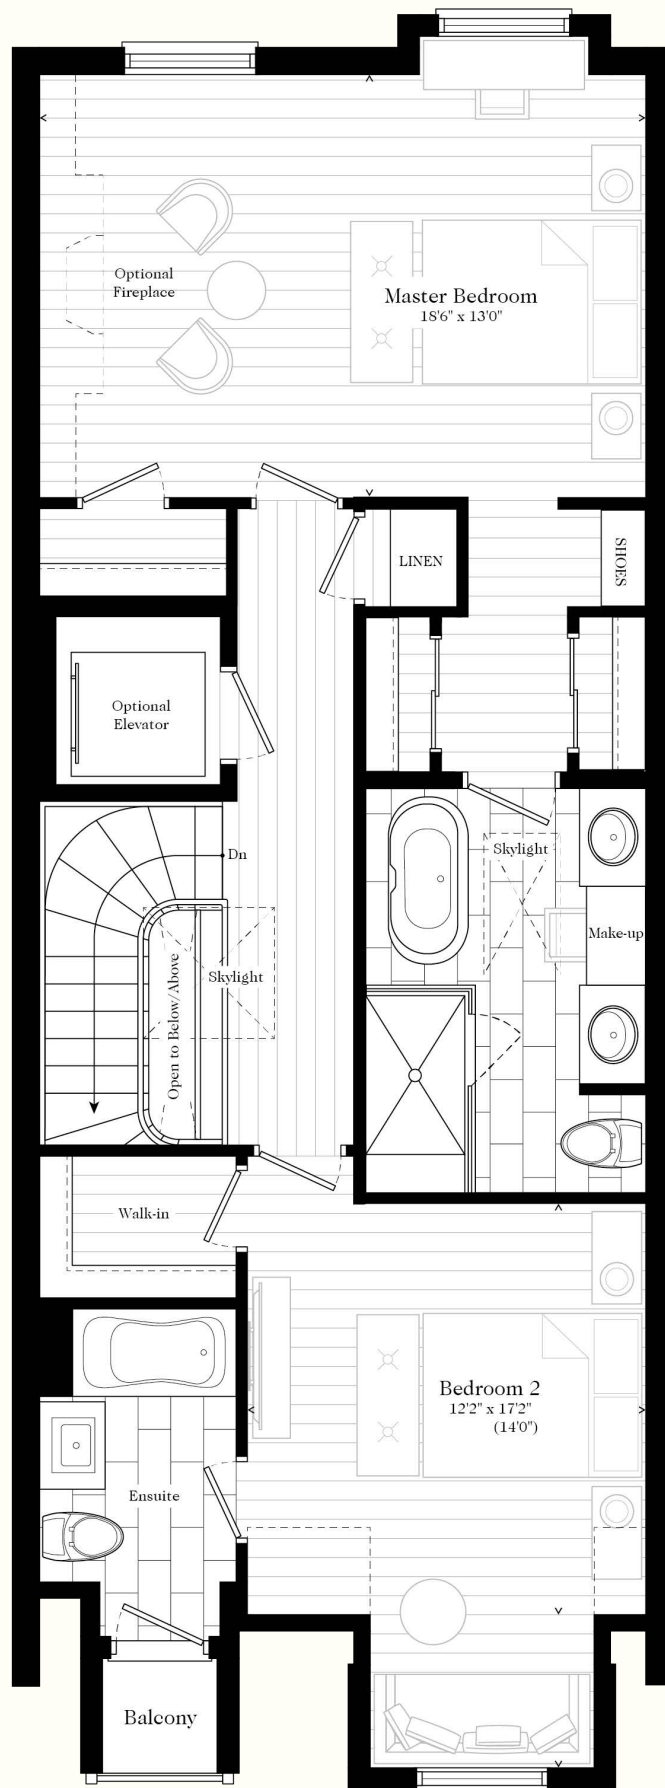 Optional
Fireplace
Master Bedroom
18'6" x 13'0"
LINEN
SHOES
Optional
Elevator
Dn
Skylight
Make-up
Skylight
Open to Below/Above
Walk-in
Bedroom 2
12'2" x 17'2"
(14'0")
Ensuite
Balcony